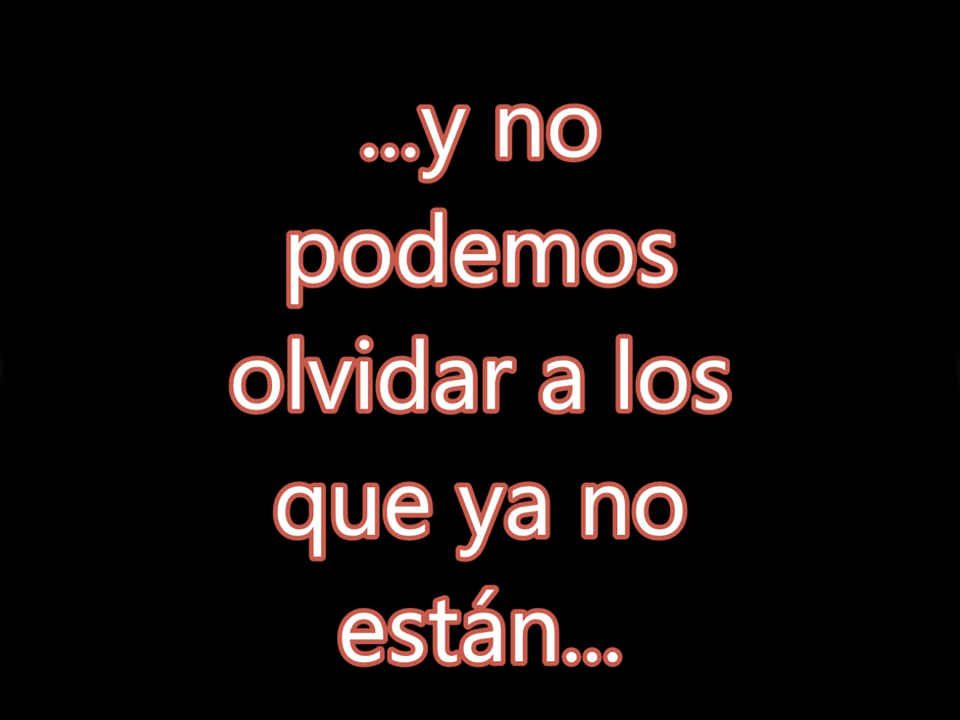 ...y no
podemos
olvidar a los
que ya no
están...